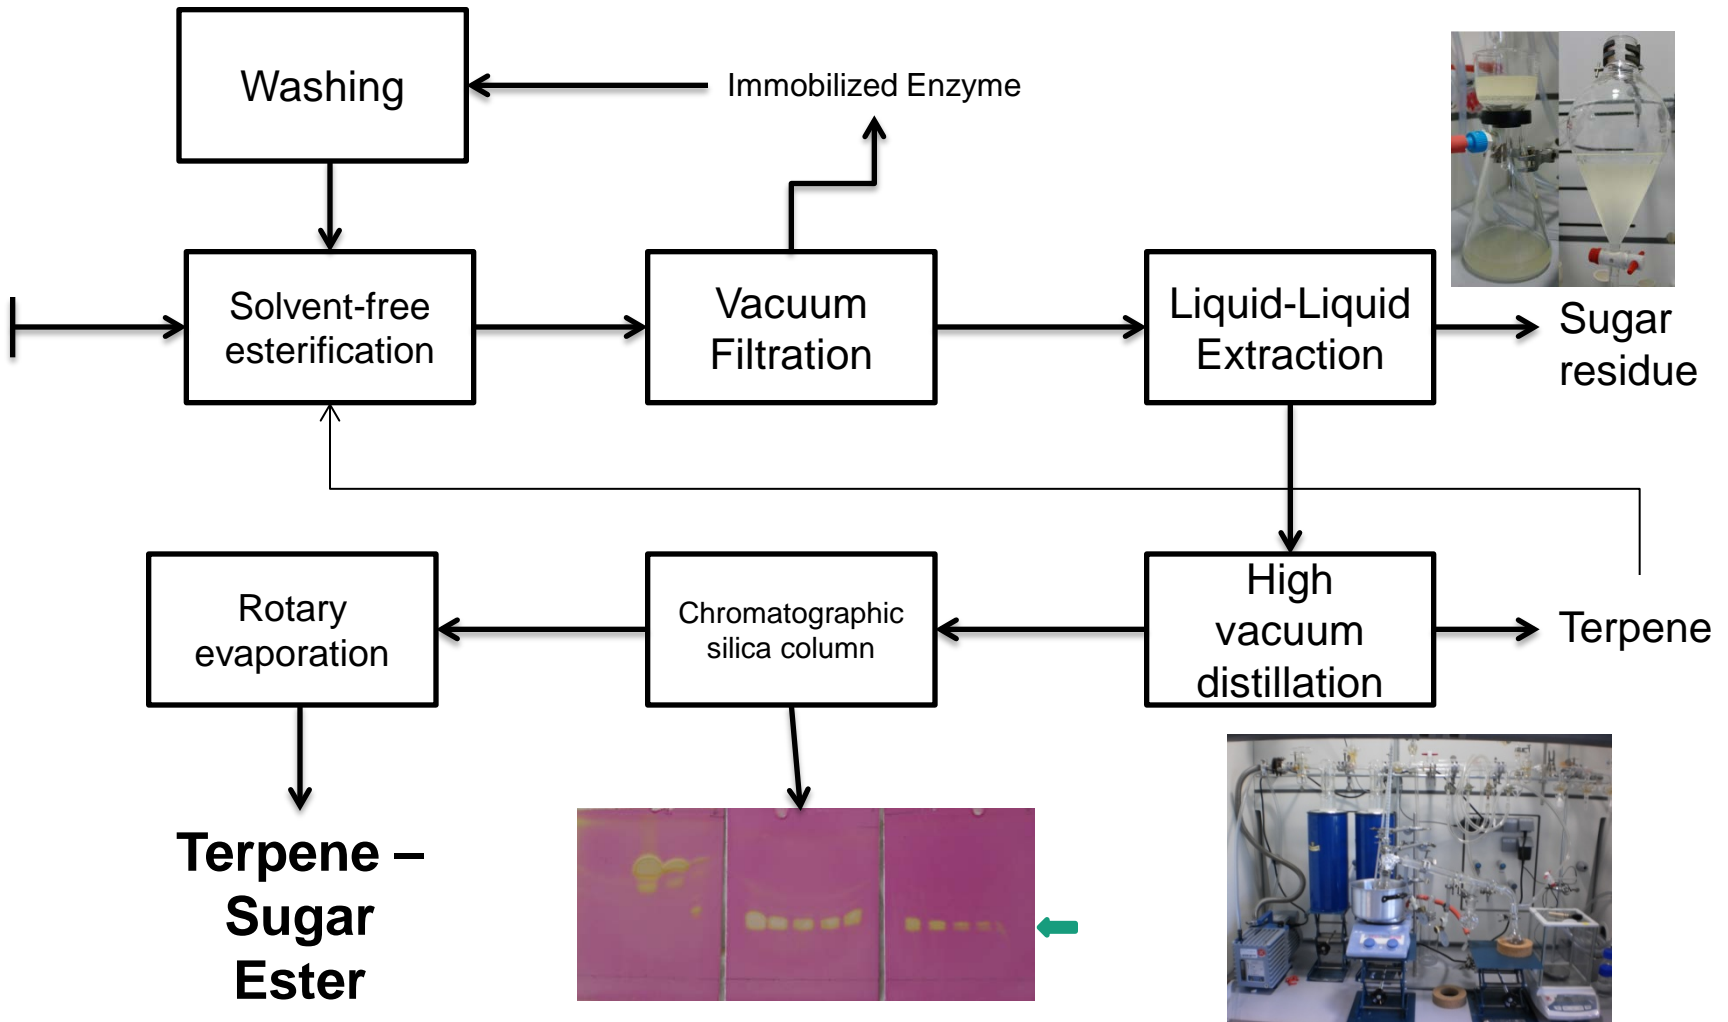 Washing
Immobilized Enzyme
Solvent-free
esterification
Vacuum
Filtration
Liquid-Liquid
Extraction
Sugar
residue
Rotary
evaporation
Chromatographic
silica column
High
vacuum
distillation
Terpene
Terpene –
Sugar
Ester